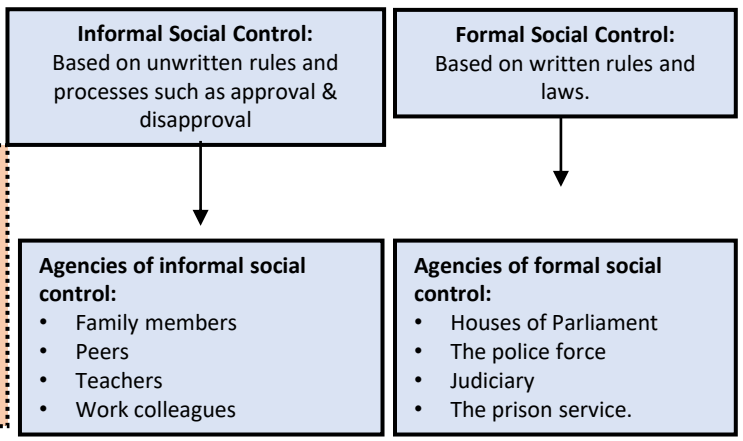 Informal Social Control:
Based on unwritten rules and
processes such as approval &
disapproval
Formal Social Control:
Based on written rules and
laws.
Agencies of informal social
control:
• Family members
• Peers
• Teachers
• Work colleagues
Agencies of formal social
control:
• Houses of Parliament
• The police force
• Judiciary
• The prison service.